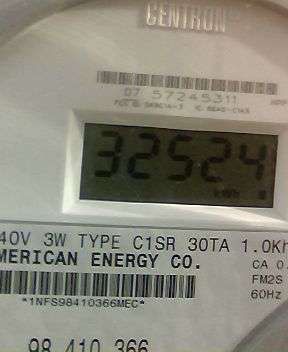 CENTRON®
07 57245311
32524
kWh
40V 3W TYPE C1SR 30TA 1.0Kh
MERICAN ENERGY CO.
CA 0.
FM2S
60Hz
*1NFS98410366MEC*
98 410 366